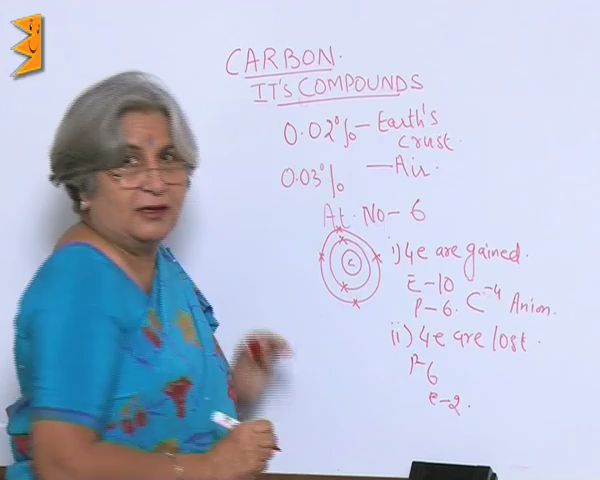 CARBON.
IT'S COMPOUNDS
0.02% — Earth's
crust.
0.03% — Air.
At. No - 6
C
i) 4e are gained.
E - 10
P - 6. C⁻⁴ Anion.
ii) 4e are lost.
P
6
e - 2.